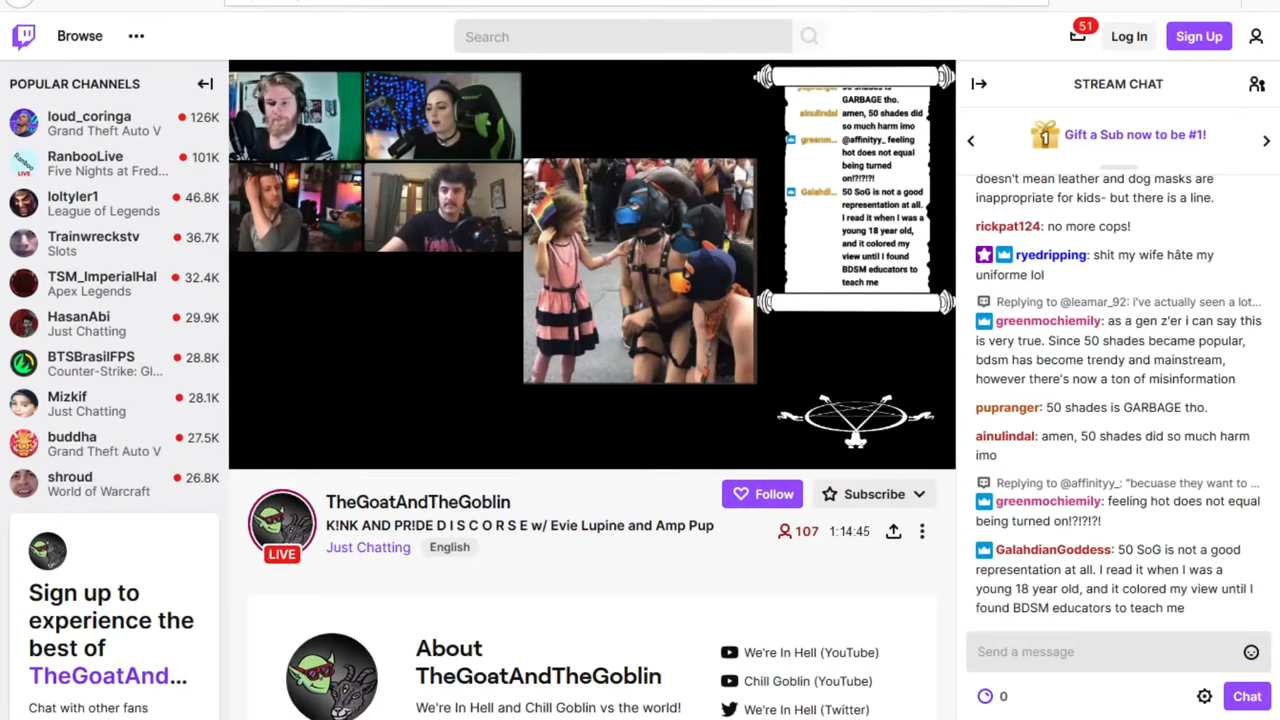 Browse
Search
51
Log In
Sign Up
POPULAR CHANNELS
loud_coringa
126K
Grand Theft Auto V
RanbooLive
101K
Five Nights at Fred...
loltyler1
46.8K
League of Legends
Trainwreckstv
36.7K
Slots
TSM_ImperialHal
32.4K
Apex Legends
HasanAbi
29.9K
Just Chatting
BTSBrasilFPS
28.8K
Counter-Strike: Gl...
Mizkif
28.1K
Just Chatting
buddha
27.5K
Grand Theft Auto V
shroud
26.8K
World of Warcraft
Sign up to
experience the
best of
TheGoatAnd...
Chat with other fans
GARBAGE tho.
ainulindal amen, 50 shades did
so much harm imo
greenm... @affinityy_ feeling
hot does not equal
being turned
on!?!?!?!
Galahdi... 50 SoG is not a good
representation at all.
I read it when I was a
young 18 year old,
and it colored my
view until I found
BDSM educators to
teach me
TheGoatAndTheGoblin
Follow
Subscribe
K!NK AND PR!DE D I S C O R S E w/ Evie Lupine and Amp Pup
107
1:14:45
LIVE
Just Chatting
English
About
TheGoatAndTheGoblin
We're In Hell and Chill Goblin vs the world!
We're In Hell (YouTube)
Chill Goblin (YouTube)
We're In Hell (Twitter)
STREAM CHAT
1
Gift a Sub now to be #1!
doesn't mean leather and dog masks are
inappropriate for kids- but there is a line.
rickpat124: no more cops!
ryedripping: shit my wife hâte my
uniforme lol
Replying to @leamar_92: i've actually seen a lot...
greenmochiemily: as a gen z'er i can say this
is very true. Since 50 shades became popular,
bdsm has become trendy and mainstream,
however there's now a ton of misinformation
pupranger: 50 shades is GARBAGE tho.
ainulindal: amen, 50 shades did so much harm
imo
Replying to @affinityy_: "becuase they want to ...
greenmochiemily: feeling hot does not equal
being turned on!?!?!?!
GalahdianGoddess: 50 SoG is not a good
representation at all. I read it when I was a
young 18 year old, and it colored my view until I
found BDSM educators to teach me
Send a message
0
Chat